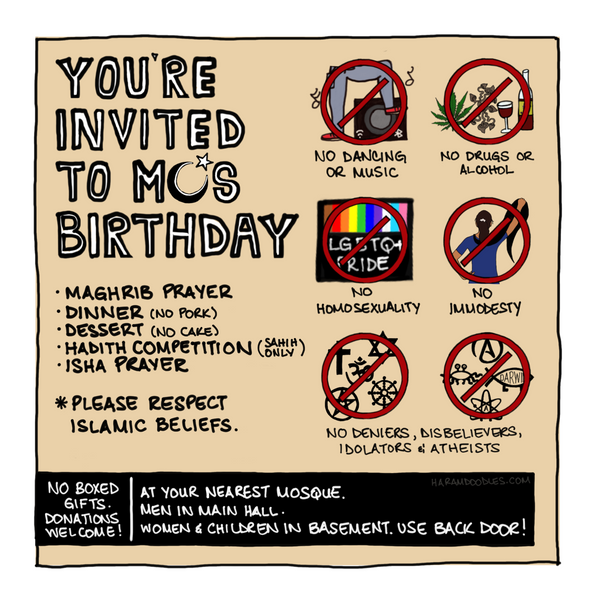 YOU'RE
INVITED
TO MO'S
BIRTHDAY
· MAGHRIB PRAYER
· DINNER (NO PORK)
· DESSERT (NO CAKE)
· HADITH COMPETITION (SAHIH ONLY)
· ISHA PRAYER
* PLEASE RESPECT
ISLAMIC BELIEFS.
NO DANCING
OR MUSIC
NO DRUGS OR
ALCOHOL
LGBTQ+
PRIDE
NO
HOMOSEXUALITY
NO
IMMODESTY
DARWIN
NO DENIERS, DISBELIEVERS,
IDOLATORS & ATHEISTS
HARAMDOODLES.COM
NO BOXED
GIFTS.
DONATIONS
WELCOME!
AT YOUR NEAREST MOSQUE.
MEN IN MAIN HALL.
WOMEN & CHILDREN IN BASEMENT. USE BACK DOOR!